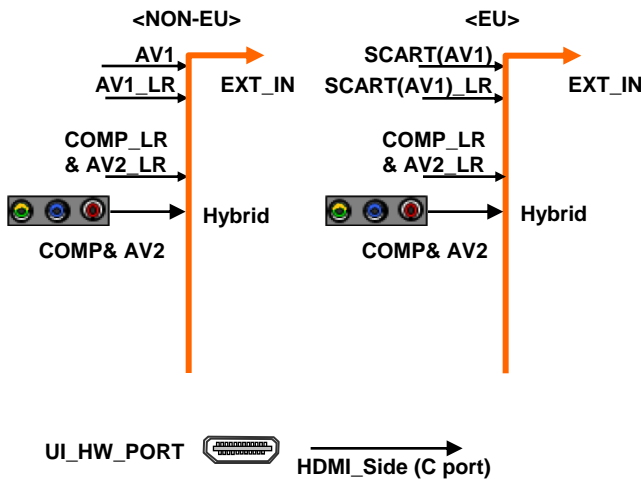 <NON-EU>
AV1
AV1_LR
EXT_IN
COMP_LR
& AV2_LR
Hybrid
COMP& AV2
<EU>
SCART(AV1)
SCART(AV1)_LR
EXT_IN
COMP_LR
& AV2_LR
Hybrid
COMP& AV2
UI_HW_PORT
HDMI_Side (C port)